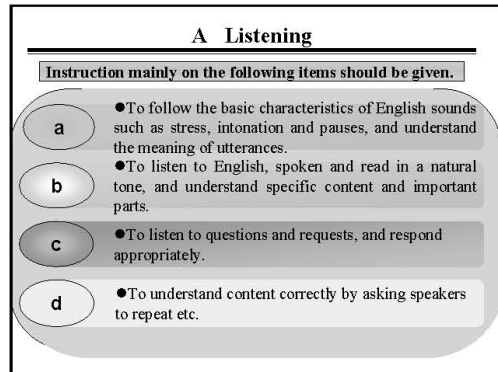 A Listening
Instruction mainly on the following items should be given.
a
●To follow the basic characteristics of English sounds
such as stress, intonation and pauses, and understand
the meaning of utterances.
b
●To listen to English, spoken and read in a natural
tone, and understand specific content and important
parts.
c
●To listen to questions and requests, and respond
appropriately.
d
●To understand content correctly by asking speakers
to repeat etc.